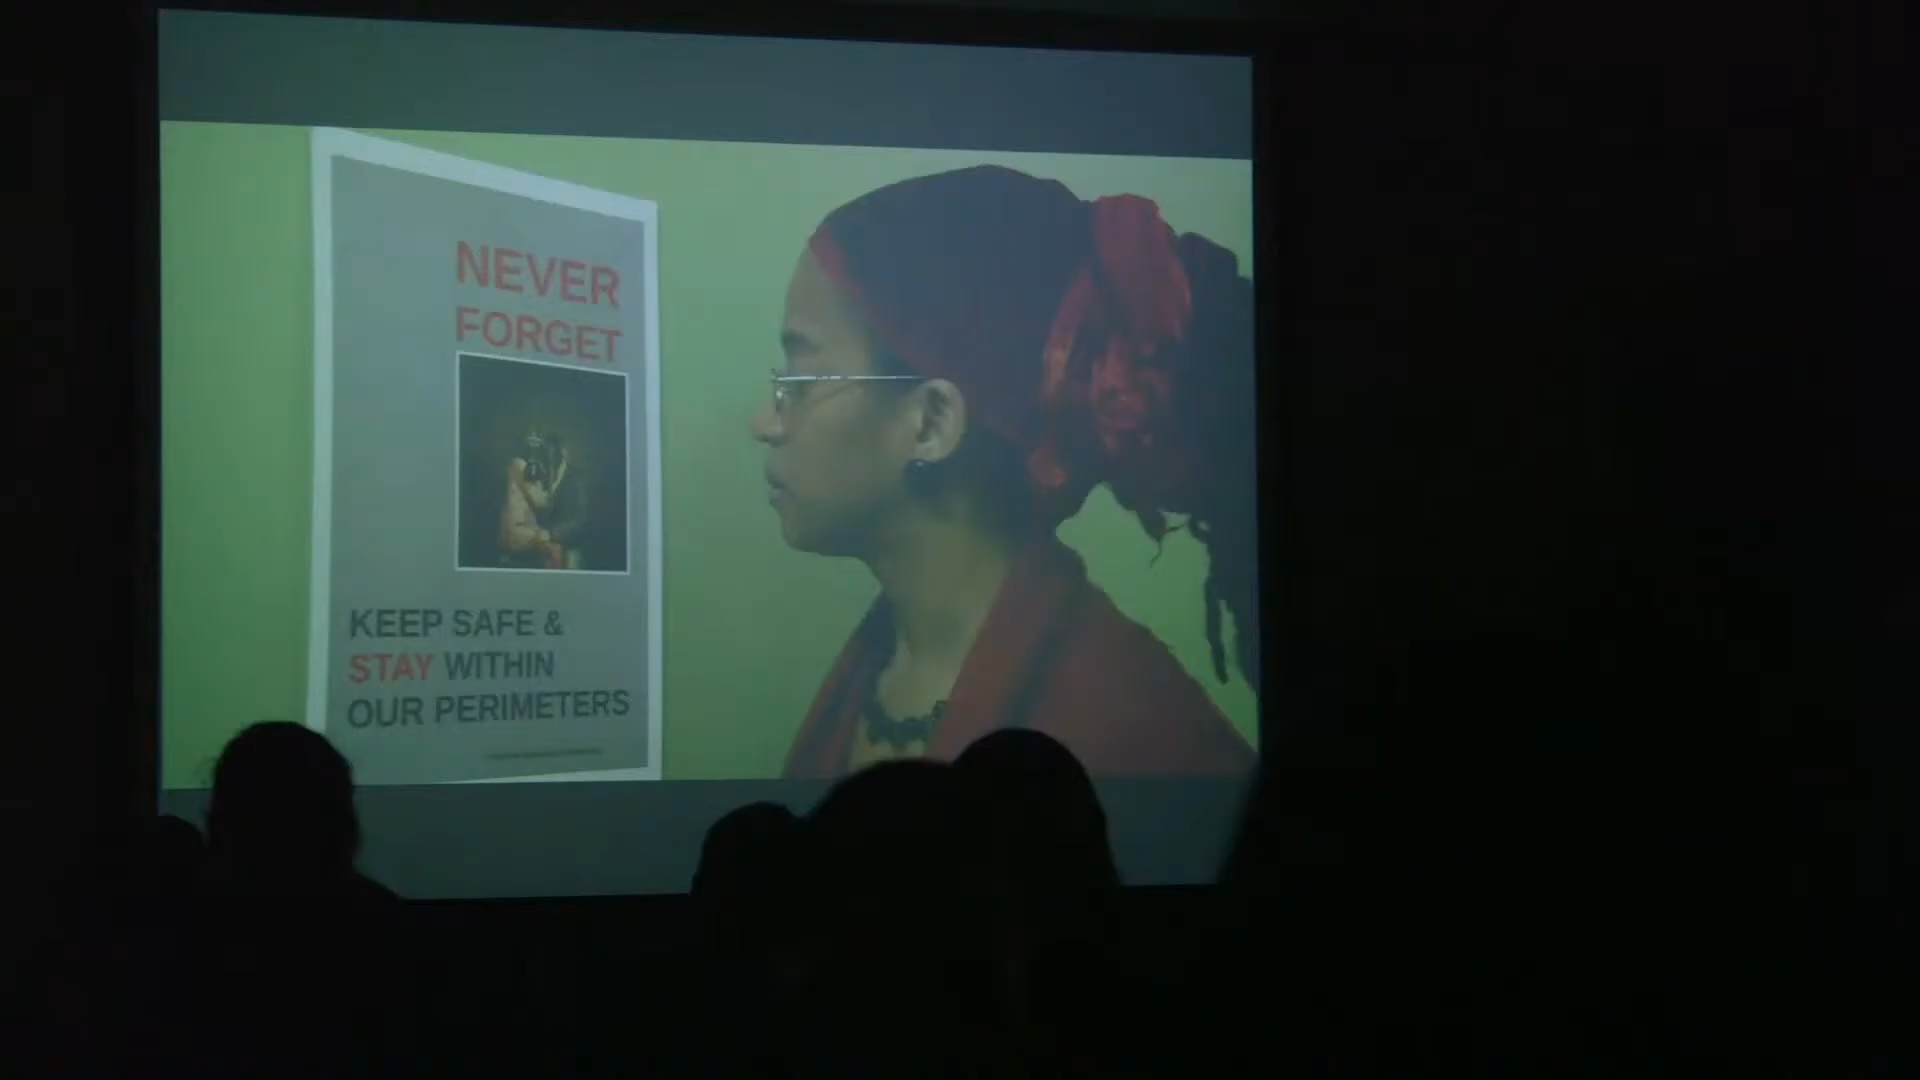 NEVER
FORGET
KEEP SAFE &
STAY WITHIN
OUR PERIMETERS